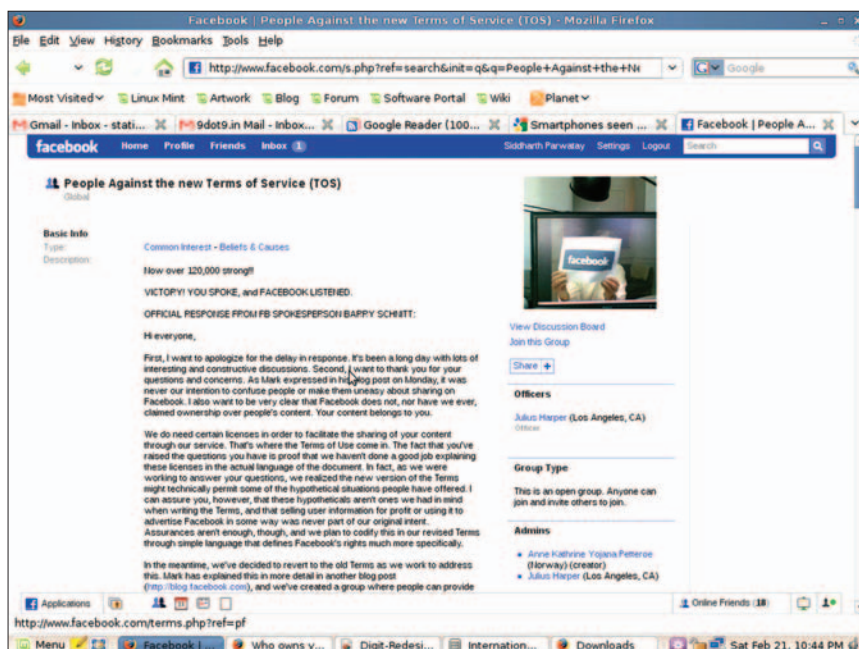 Facebook | People Against the new Terms of Service (TOS) - Mozilla Firefox
File Edit View History Bookmarks Tools Help
http://www.facebook.com/s.php?ref=search&init=q&q=People+Against+the+Ne
Google
Most Visited Linux Mint Artwork Blog Forum Software Portal Wiki Planet
Gmail - Inbox - stati... 9dot9.in Mail - Inbox... Google Reader (100... Smartphones seen ... Facebook | People A...
facebook Home Profile Friends Inbox 1 Siddharth Parwatay Settings Logout Search
People Against the new Terms of Service (TOS)
Global
Basic Info
Type: Common Interest - Beliefs & Causes
Description:
Now over 120,000 strong!!
VICTORY! YOU SPOKE, and FACEBOOK LISTENED.
OFFICIAL RESPONSE FROM FB SPOKESPERSON BARRY SCHNITT:
Hi everyone,
First, I want to apologize for the delay in response. It's been a long day with lots of
interesting and constructive discussions. Second, I want to thank you for your
questions and concerns. As Mark expressed in his blog post on Monday, it was
never our intention to confuse people or make them uneasy about sharing on
Facebook. I also want to be very clear that Facebook does not, nor have we ever,
claimed ownership over people's content. Your content belongs to you.
We do need certain licenses in order to facilitate the sharing of your content
through our service. That's where the Terms of Use come in. The fact that you've
raised the questions you have is proof that we haven't done a good job explaining
these licenses in the actual language of the document. In fact, as we were
working to answer your questions, we realized the new version of the Terms
might technically permit some of the hypothetical situations people have offered. I
can assure you, however, that these hypotheticals aren't ones we had in mind
when writing the Terms, and that selling user information for profit or using it to
advertise Facebook in some way was never part of our original intent.
Assurances aren't enough, though, and we plan to codify this in our revised Terms
through simple language that defines Facebook's rights much more specifically.
In the meantime, we've decided to revert to the old Terms as we work to address
this. Mark has explained this in more detail in another blog post
(http://blog.facebook.com), and we've created a group where people can provide
facebook
View Discussion Board
Join this Group
Share +
Officers
Julius Harper (Los Angeles, CA)
Officer
Group Type
This is an open group. Anyone can
join and invite others to join.
Admins
Anne Kathrine Yojana Petteroe
(Norway) (creator)
Julius Harper (Los Angeles, CA)
Applications Online Friends (18)
http://www.facebook.com/terms.php?ref=pf
Menu Facebook | ... Who owns y... Digit-Redesi... Internation... Downloads Sat Feb 21, 10:44 PM